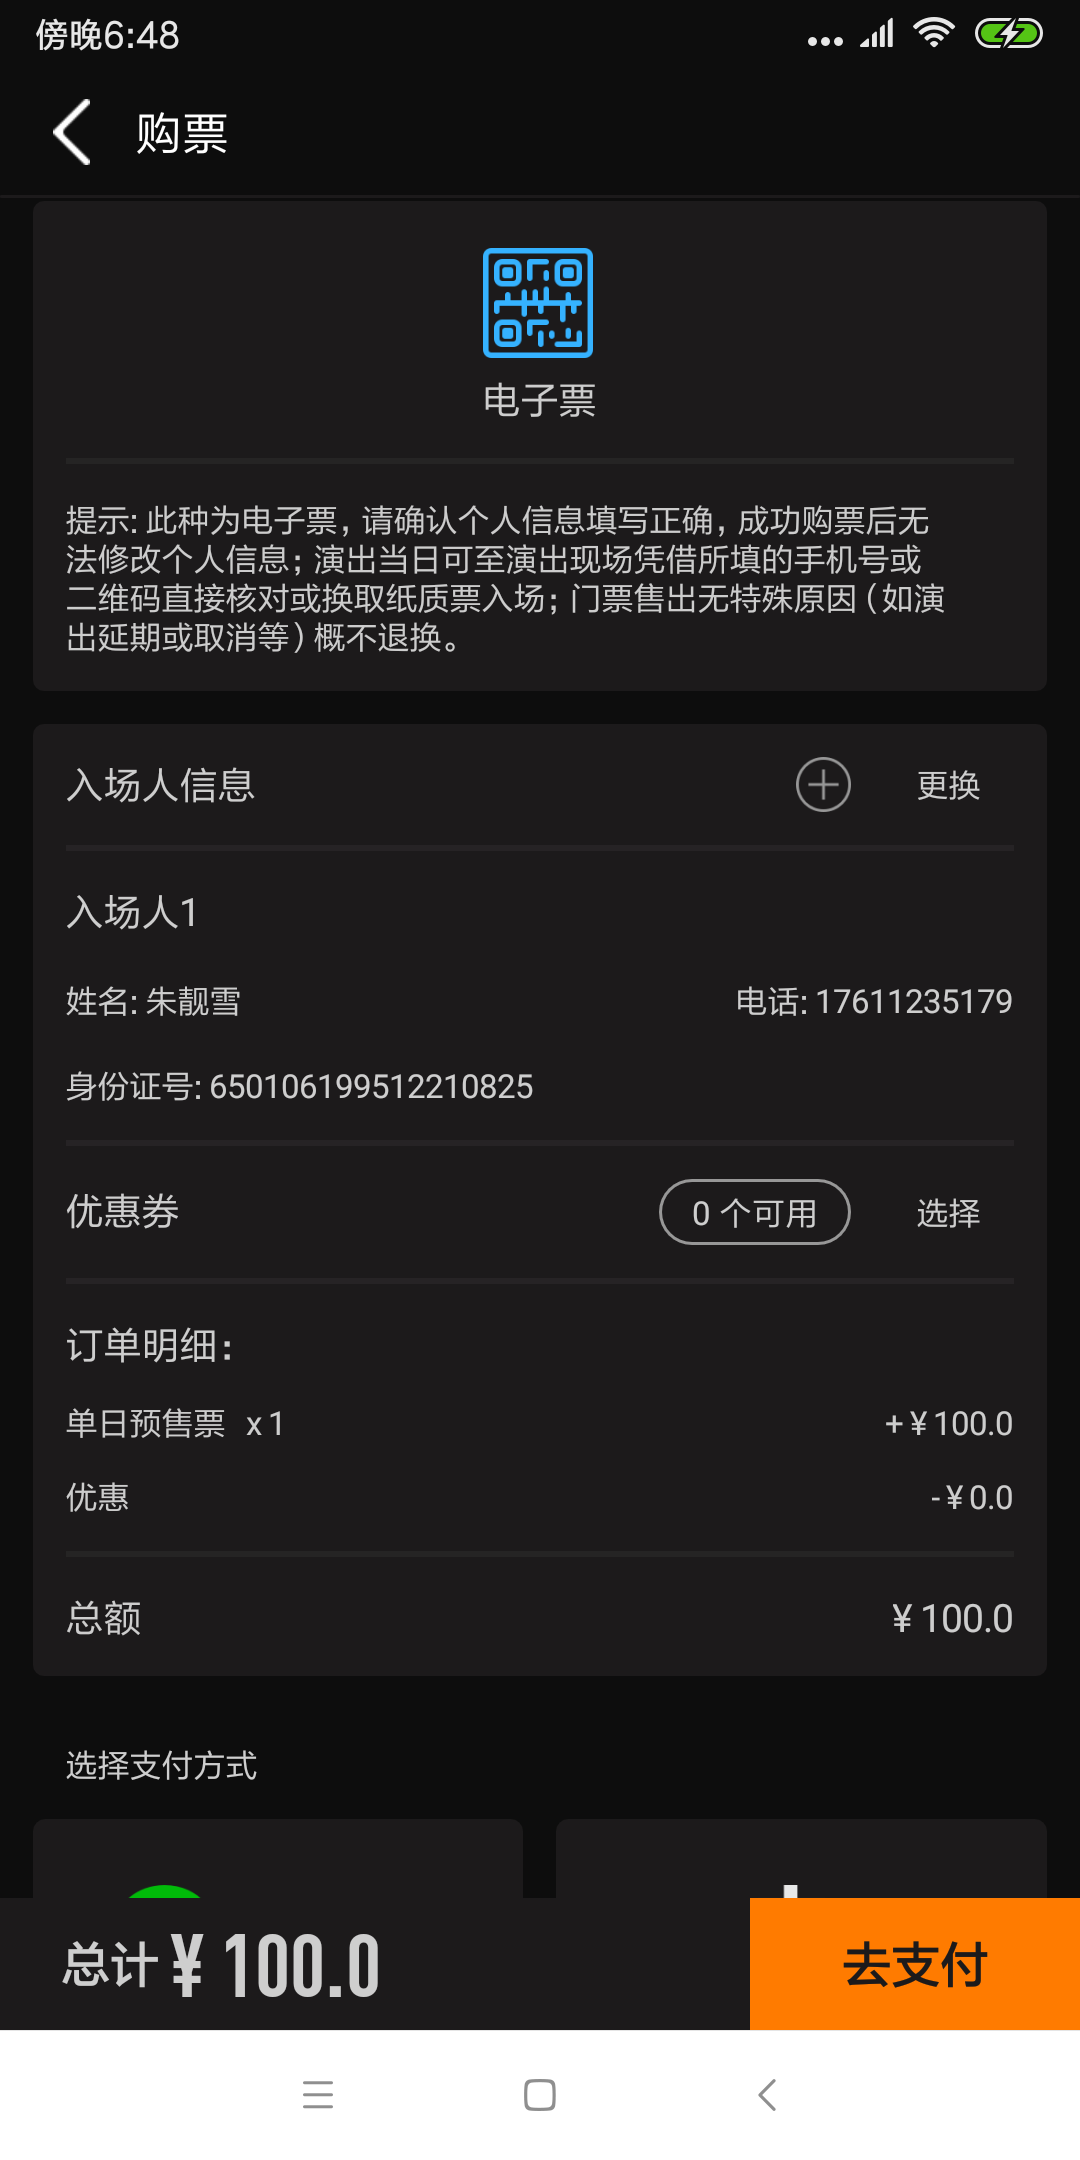 傍晚6:48
购票
电子票
提示: 此种为电子票, 请确认个人信息填写正确, 成功购票后无
法修改个人信息; 演出当日可至演出现场凭借所填的手机号或
二维码直接核对或换取纸质票入场; 门票售出无特殊原因 ( 如演
出延期或取消等 ) 概不退换。
入场人信息 更换
入场人1
姓名: 朱靓雪 电话: 17611235179
身份证号: 650106199512210825
优惠券 0 个可用 选择
订单明细:
单日预售票 x 1 + ¥ 100.0
优惠 - ¥ 0.0
总额 ¥ 100.0
选择支付方式
总计 ¥ 100.0 去支付